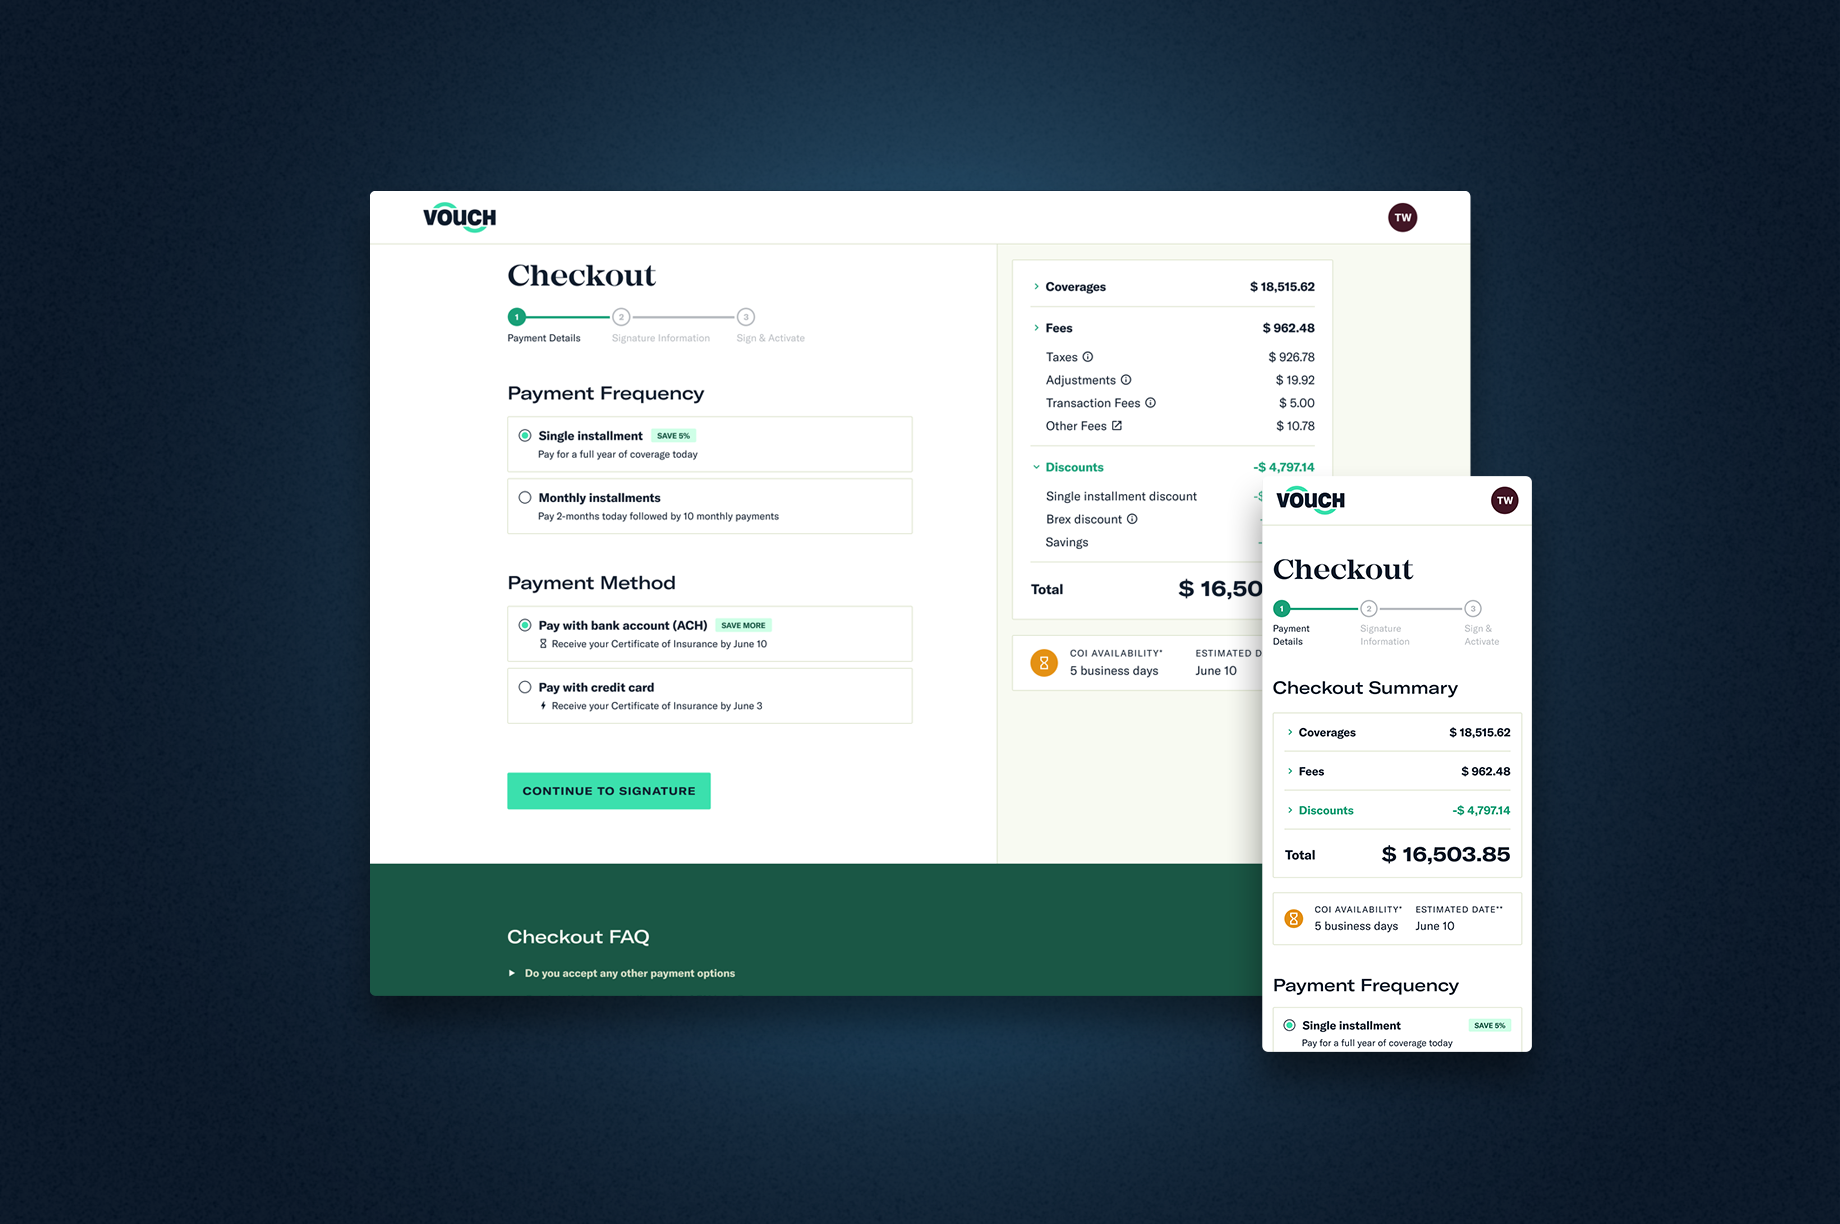 VOUCH
TW
Checkout
1 2 3
Payment Details Signature Information Sign & Activate
Payment Frequency
Single installment SAVE 5%
Pay for a full year of coverage today
Monthly installments
Pay 2-months today followed by 10 monthly payments
Payment Method
Pay with bank account (ACH) SAVE MORE
Receive your Certificate of Insurance by June 10
Pay with credit card
Receive your Certificate of Insurance by June 3
CONTINUE TO SIGNATURE
Coverages $ 18,515.62
Fees $ 962.48
Taxes $ 926.78
Adjustments $ 19.92
Transaction Fees $ 5.00
Other Fees $ 10.78
Discounts -$ 4,797.14
Single installment discount -$
Brex discount -
Savings -
Total $ 16,50
COI AVAILABILITY* ESTIMATED D
5 business days June 10
Checkout FAQ
Do you accept any other payment options
VOUCH
TW
Checkout
1 2 3
Payment Signature Sign &
Details Information Activate
Checkout Summary
Coverages $ 18,515.62
Fees $ 962.48
Discounts -$ 4,797.14
Total $ 16,503.85
COI AVAILABILITY* ESTIMATED DATE**
5 business days June 10
Payment Frequency
Single installment SAVE 5%
Pay for a full year of coverage today